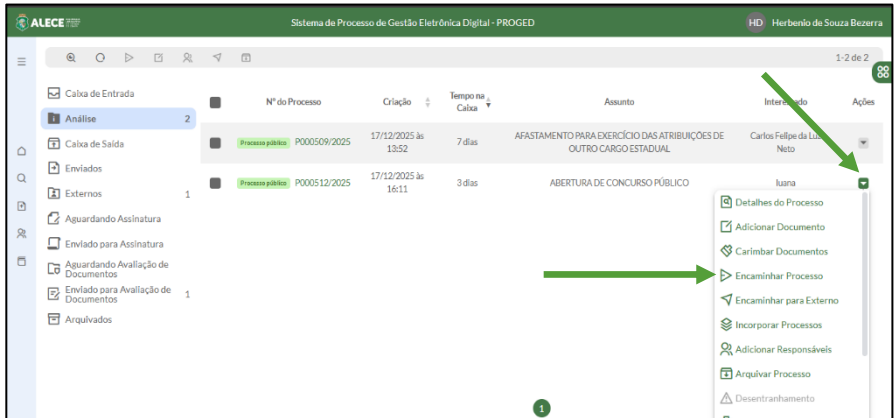 ALECE
Sistema de Processo de Gestão Eletrônica Digital - PROGED
HD Herbenio de Souza Bezerra
1-2 de 2
Caixa de Entrada
Análise 2
Caixa de Saída
Enviados
Externos 1
Aguardando Assinatura
Enviado para Assinatura
Aguardando Avaliação de
Documentos
Enviado para Avaliação de
Documentos 1
Arquivados
Nº do Processo Criação Tempo na
Caixa Assunto Interessado Ações
Processo público P000509/2025 17/12/2025 às
13:52 7 dias AFASTAMENTO PARA EXERCÍCIO DAS ATRIBUIÇÕES DE
OUTRO CARGO ESTADUAL Carlos Felipe da
Neto
Processo público P000512/2025 17/12/2025 às
16:11 3 dias ABERTURA DE CONCURSO PÚBLICO luana
Detalhes do Processo
Adicionar Documento
Carimbar Documentos
Encaminhar Processo
Encaminhar para Externo
Incorporar Processos
Adicionar Responsáveis
Arquivar Processo
Desentranhamento
1